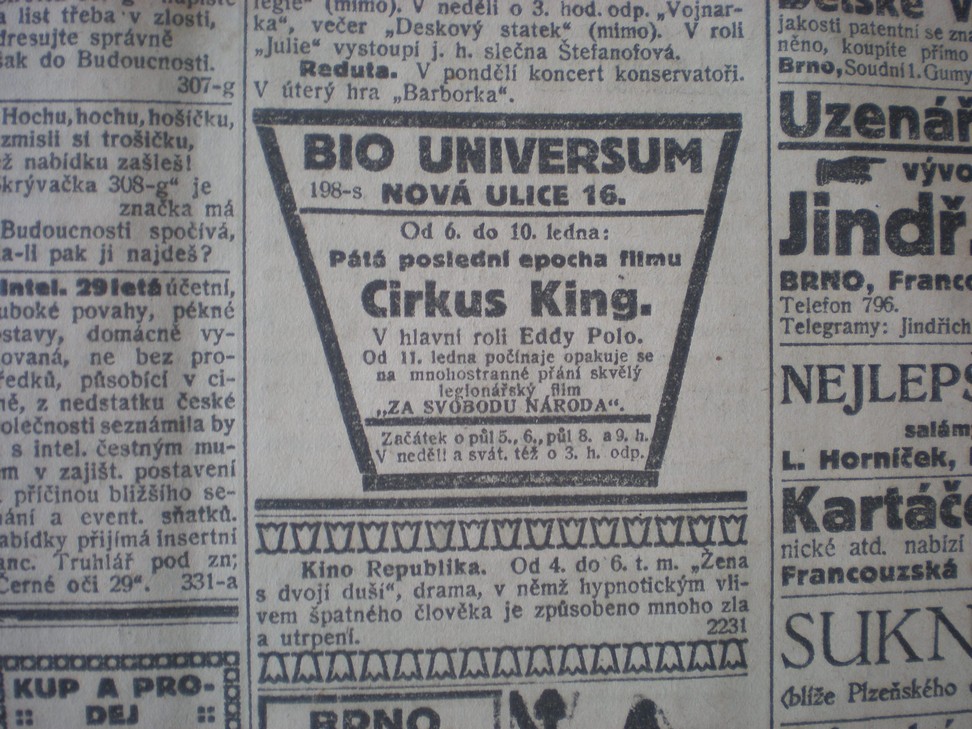 a list třeba v zlosti,
dresujte správně
šak do Budoucnosti.
307-g
Hochu, hochu, hošíčku,
zmisli si trošičku,
ž nabídku zašleš!
krývačka 308-g" je
značka má
Budoucnosti spočívá,
a-li pak ji najdeš?
Intel. 29letá účetní,
uboké povahy, pékné
ostavy, domácně vy-
ovaná, ne bez pro-
ředků, působící v ci-
ně, z nedstatku české
olečnosti seznámila by
s intel. čestným mu-
m v zajišt. postavení
příčinou bližšího se-
ání a event. sňatků.
abídky přijímá insertní
anc. Truhlář pod zn;
Černé oči 29". 331-a
KUP A PRO-
DEJ
(mimo). V neděli o 3. hod. odp. „Vojnar-
ka", večer „Deskový statek" (mimo). V roli
„Julie" vystoupí j. h. slečna Štefanofová.
Reduta. V pondělí koncert konservatoři.
V úterý hra „Barborka".
BIO UNIVERSUM
198-s. NOVÁ ULICE 16.
Od 6. do 10. ledna:
Pátá poslední epocha filmu
Cirkus King.
V hlavní roli Eddy Polo.
Od 11. ledna počínaje opakuje se
na mnohostranné přání skvělý
legionářský film
„ZA SVOBODU NÁRODA".
Začátek o půl 5., 6., půl 8. a 9. h.
V neděli a svát. též o 3. h. odp.
Kino Republika. Od 4. do 6. t. m. „Žena
s dvojí duší", drama, v němž hypnotickým vli-
vem špatného člověka je způsobeno mnoho zla
a utrpení. 2231
BRNO
jakosti patentní se zná
něno, koupíte přímo
Brno, Soudní 1. Gumy
Uzenář
vývo
Jindř.
BRNO, Franco
Telefon 796.
Telegramy: Jindřich
NEJLEPŠ
salám
L. Horníček,
Kartáč
nické atd. nabízí
Francouzská
SUKN
(blíže Plzeňského